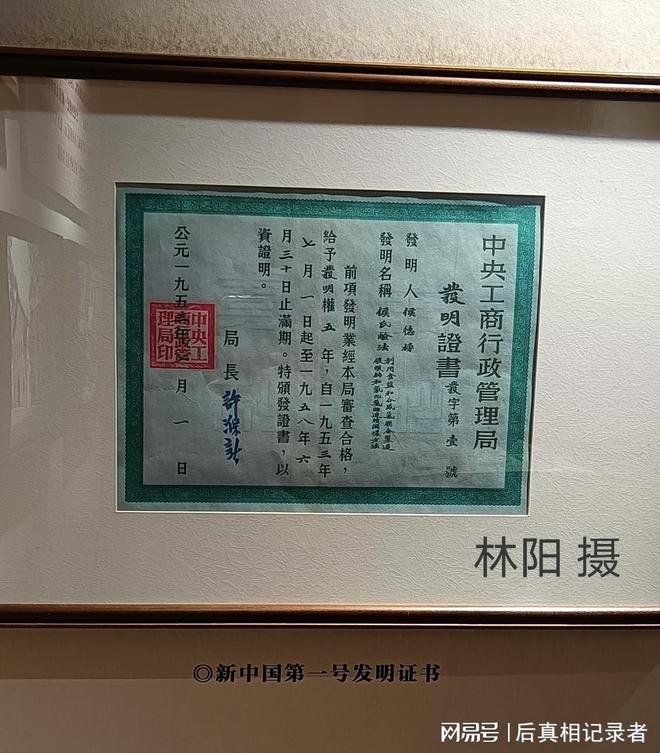 中央工商行政管理局
發明證書
發字第壹號
發明人 侯德榜
發明名稱 侯氏鹼法
前項發明業經本局審查合格，
給予發明權五年，自一九五三年
七月一日起至一九五八年六
月三十日止滿期。特頒發證書，以
資證明。
局長 許滌新
公元一九五三年七月一日
中央工
商行政管
理局印
林阳 摄
◎新中国第一号发明证书
网易号 | 后真相记录者